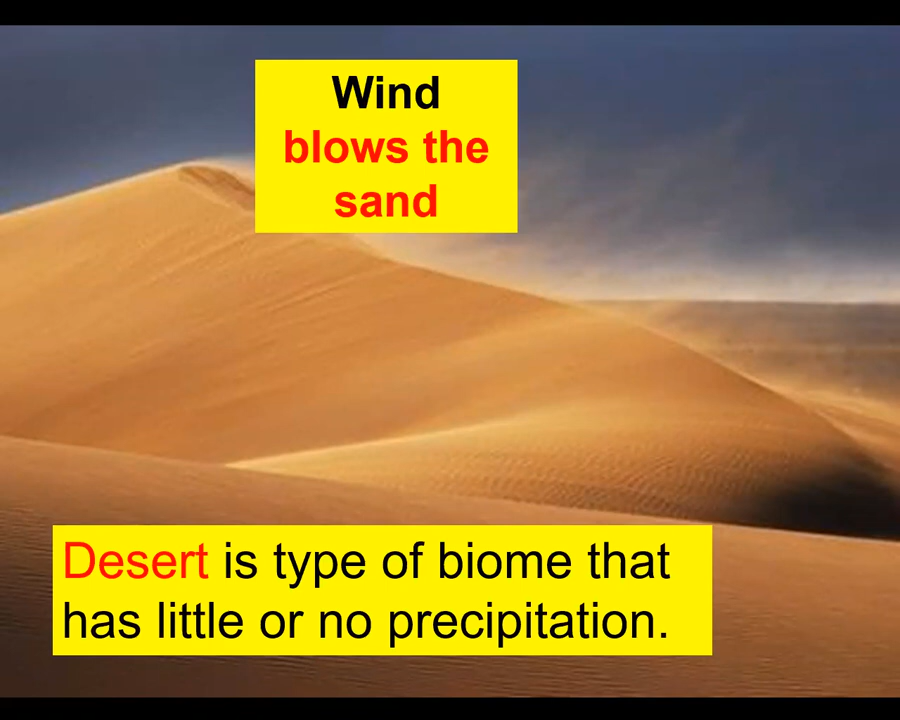 Wind
blows the
sand
Desert is type of biome that
has little or no precipitation.